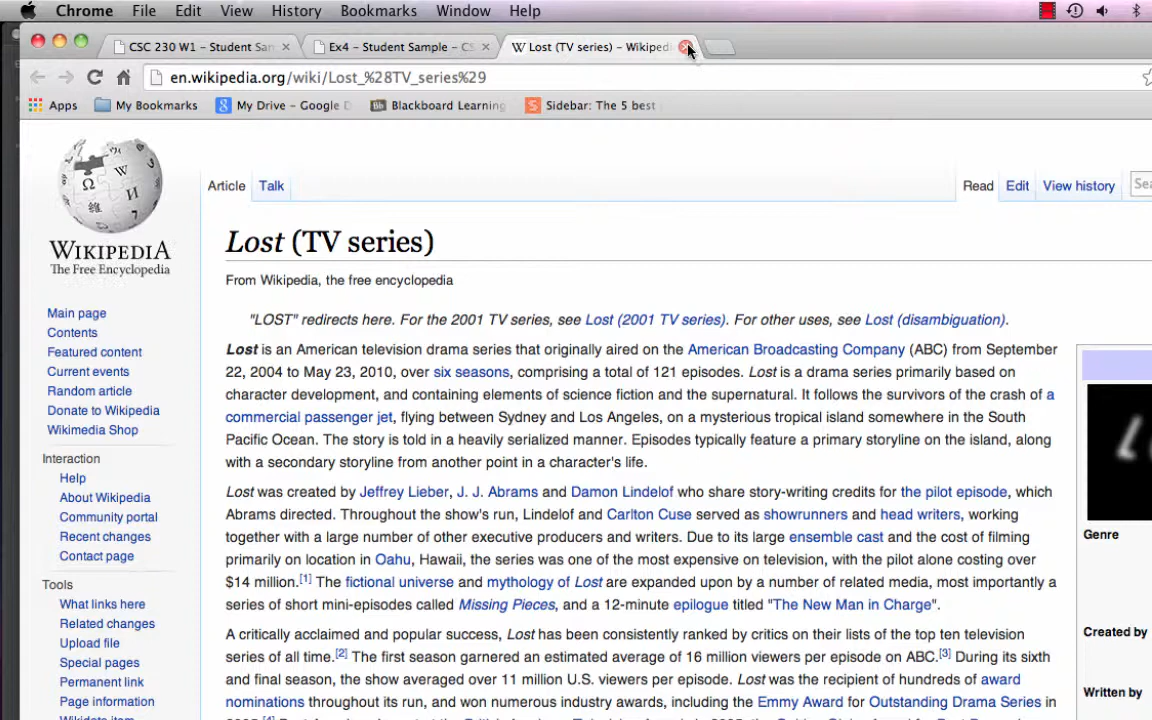 Chrome File Edit View History Bookmarks Window Help
CSC 230 W1 – Student Sam Ex4 – Student Sample – CS Lost (TV series) – Wikiped
en.wikipedia.org/wiki/Lost_%28TV_series%29
Apps My Bookmarks My Drive – Google D Blackboard Learning Sidebar: The 5 best
Article Talk Read Edit View history Sea
WIKIPEDIA
The Free Encyclopedia
Main page
Contents
Featured content
Current events
Random article
Donate to Wikipedia
Wikimedia Shop
Interaction
Help
About Wikipedia
Community portal
Recent changes
Contact page
Tools
What links here
Related changes
Upload file
Special pages
Permanent link
Page information
Wikidata item
Lost (TV series)
From Wikipedia, the free encyclopedia
"LOST" redirects here. For the 2001 TV series, see Lost (2001 TV series). For other uses, see Lost (disambiguation).
Lost is an American television drama series that originally aired on the American Broadcasting Company (ABC) from September
22, 2004 to May 23, 2010, over six seasons, comprising a total of 121 episodes. Lost is a drama series primarily based on
character development, and containing elements of science fiction and the supernatural. It follows the survivors of the crash of a
commercial passenger jet, flying between Sydney and Los Angeles, on a mysterious tropical island somewhere in the South
Pacific Ocean. The story is told in a heavily serialized manner. Episodes typically feature a primary storyline on the island, along
with a secondary storyline from another point in a character's life.
Lost was created by Jeffrey Lieber, J. J. Abrams and Damon Lindelof who share story-writing credits for the pilot episode, which
Abrams directed. Throughout the show's run, Lindelof and Carlton Cuse served as showrunners and head writers, working
together with a large number of other executive producers and writers. Due to its large ensemble cast and the cost of filming
primarily on location in Oahu, Hawaii, the series was one of the most expensive on television, with the pilot alone costing over
$14 million.[1] The fictional universe and mythology of Lost are expanded upon by a number of related media, most importantly a
series of short mini-episodes called Missing Pieces, and a 12-minute epilogue titled "The New Man in Charge".
A critically acclaimed and popular success, Lost has been consistently ranked by critics on their lists of the top ten television
series of all time.[2] The first season garnered an estimated average of 16 million viewers per episode on ABC.[3] During its sixth
and final season, the show averaged over 11 million U.S. viewers per episode. Lost was the recipient of hundreds of award
nominations throughout its run, and won numerous industry awards, including the Emmy Award for Outstanding Drama Series in
Genre
Created by
Written by